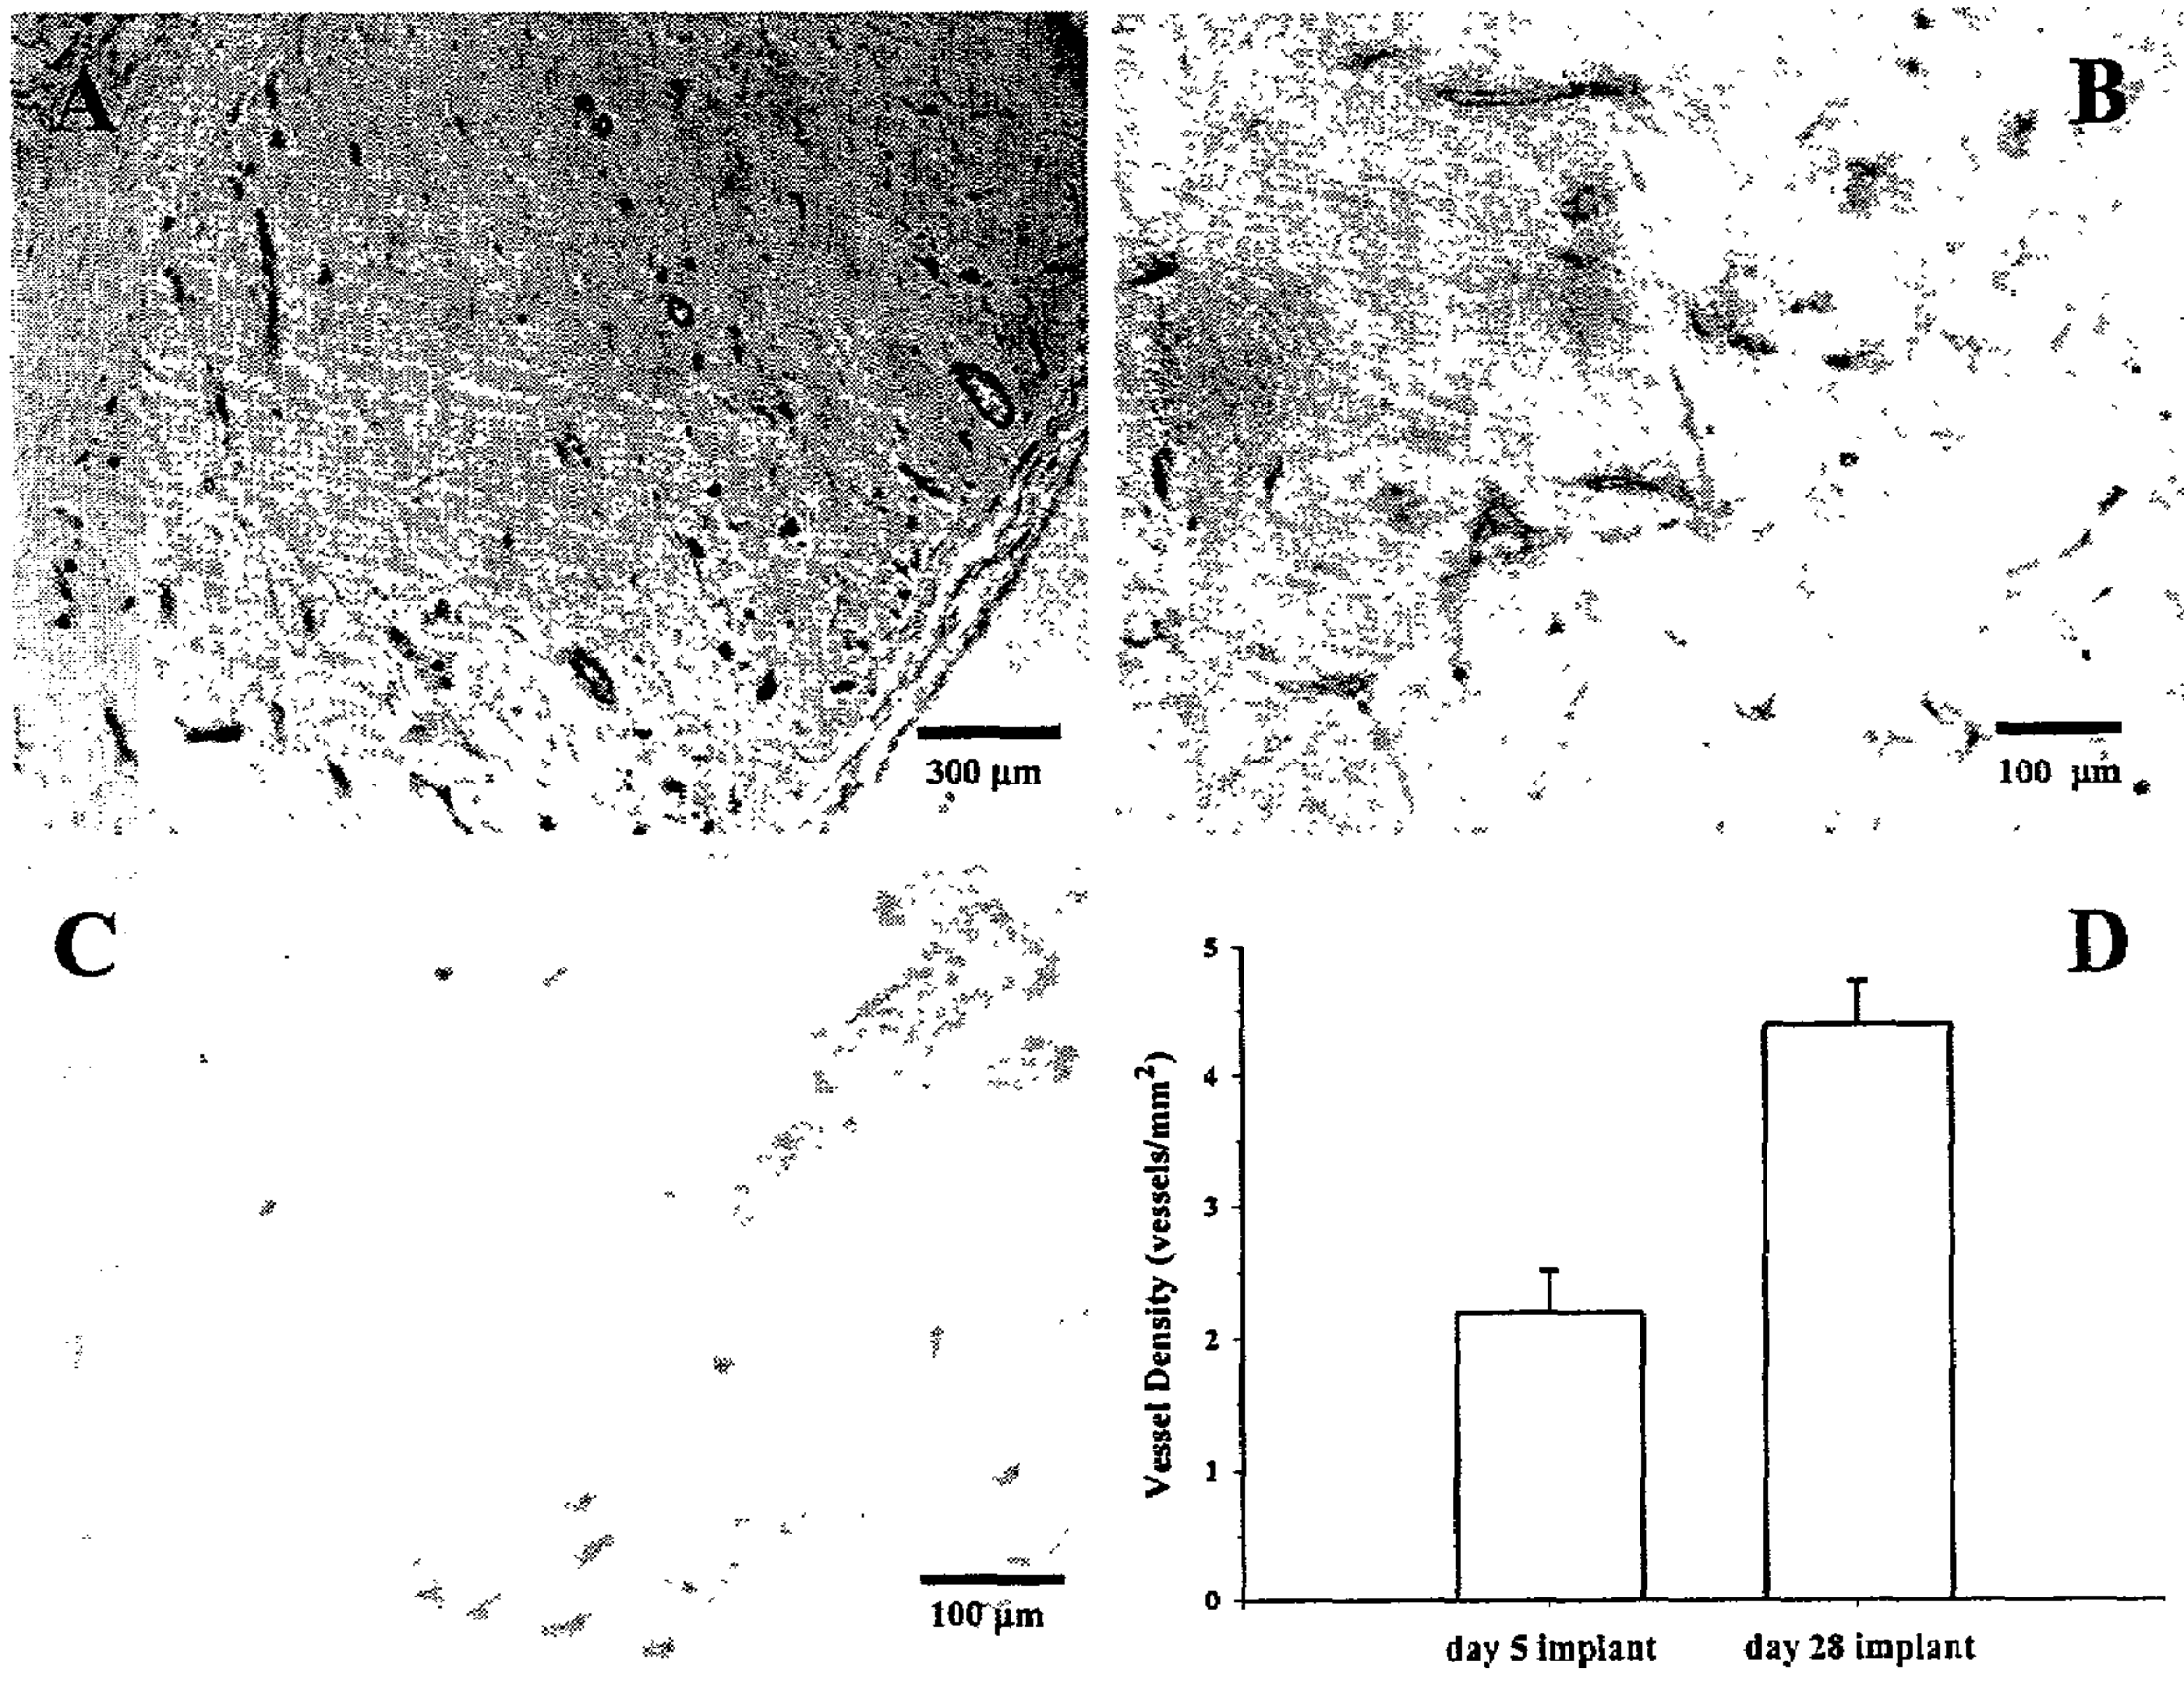 A
B
300 µm
100 µm
C
D
5
4
3
2
1
0
Vessel Density (vessels/mm²)
day 5 implant
day 28 implant
100 µm